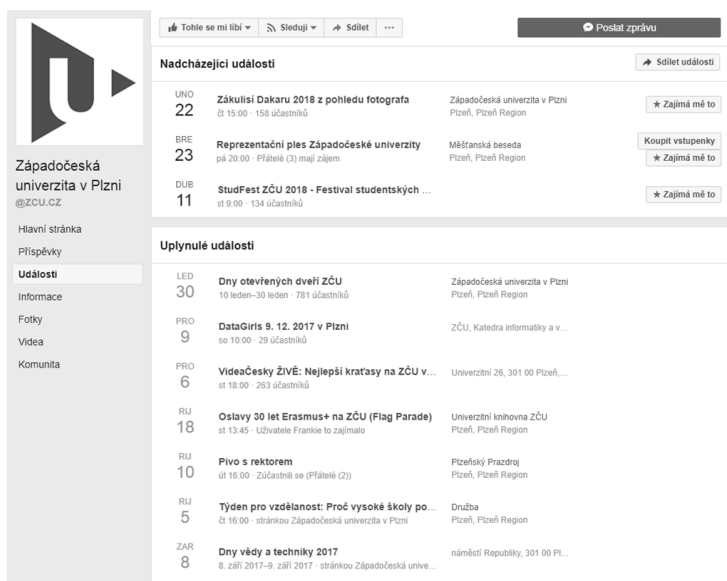 Tohle se mi líbí Sleduji Sdílet ...
Poslat zprávu
Nadcházející události
Sdílet události
ÚNO
22
Zákulisí Dakaru 2018 z pohledu fotografa
čt 15:00 · 158 účastníků
Západočeská univerzita v Plzni
Plzeň, Plzeň Region
Zajímá mě to
BŘE
23
Reprezentační ples Západočeské univerzity
pá 20:00 · Přátelé (3) mají zájem
Měšťanská beseda
Plzeň, Plzeň Region
Koupit vstupenky
Zajímá mě to
DUB
11
StudFest ZČU 2018 - Festival studentských ...
st 9:00 · 134 účastníků
Zajímá mě to
Západočeská
univerzita v Plzni
@ZCU.CZ
Hlavní stránka
Příspěvky
Události
Informace
Fotky
Videa
Komunita
Uplynulé události
LED
30
Dny otevřených dveří ZČU
10 leden–30 leden · 781 účastníků
Západočeská univerzita v Plzni
Plzeň, Plzeň Region
PRO
9
DataGirls 9. 12. 2017 v Plzni
so 10:00 · 29 účastníků
ZČU, Katedra informatiky a v...
PRO
6
VideaČesky ŽIVĚ: Nejlepší kraťasy na ZČU v...
st 18:00 · 263 účastníků
Univerzitní 26, 301 00 Plzeň,...
ŘÍJ
18
Oslavy 30 let Erasmus+ na ZČU (Flag Parade)
st 13:45 · Uživatele Frankie to zajímalo
Univerzitní knihovna ZČU
Plzeň, Plzeň Region
ŘÍJ
10
Pivo s rektorem
út 16:00 · Zúčastnili se (Přátelé (2))
Plzeňský Prazdroj
Plzeň, Plzeň Region
ŘÍJ
5
Týden pro vzdělanost: Proč vysoké školy po...
čt 16:00 · stránkou Západočeská univerzita v Plzni
Družba
Plzeň, Plzeň Region
ZÁŘ
8
Dny vědy a techniky 2017
8. září 2017–9. září 2017 · stránkou Západočeská unive...
náměstí Republiky, 301 00 Pl...